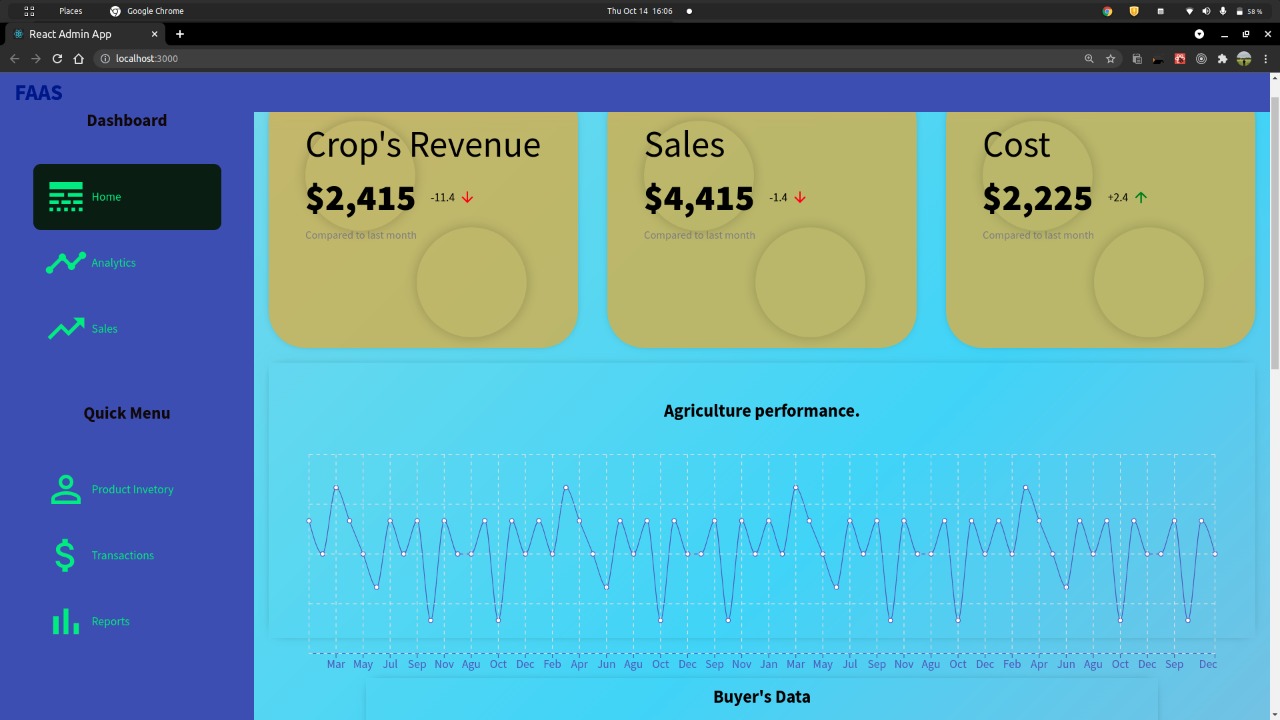 Places
Google Chrome
Thu Oct 14 16:06
58 %
React Admin App
localhost:3000
FAAS
Dashboard
Home
Analytics
Sales
Quick Menu
Product Invetory
Transactions
Reports
Crop's Revenue
$2,415 -11.4
Compared to last month
Sales
$4,415 -1.4
Compared to last month
Cost
$2,225 +2.4
Compared to last month
Agriculture performance.
Mar May Jul Sep Nov Agu Oct Dec Feb Apr Jun Agu Oct Dec Sep Nov Jan Mar May Jul Sep Nov Agu Oct Dec Feb Apr Jun Agu Oct Dec Sep Dec
Buyer's Data